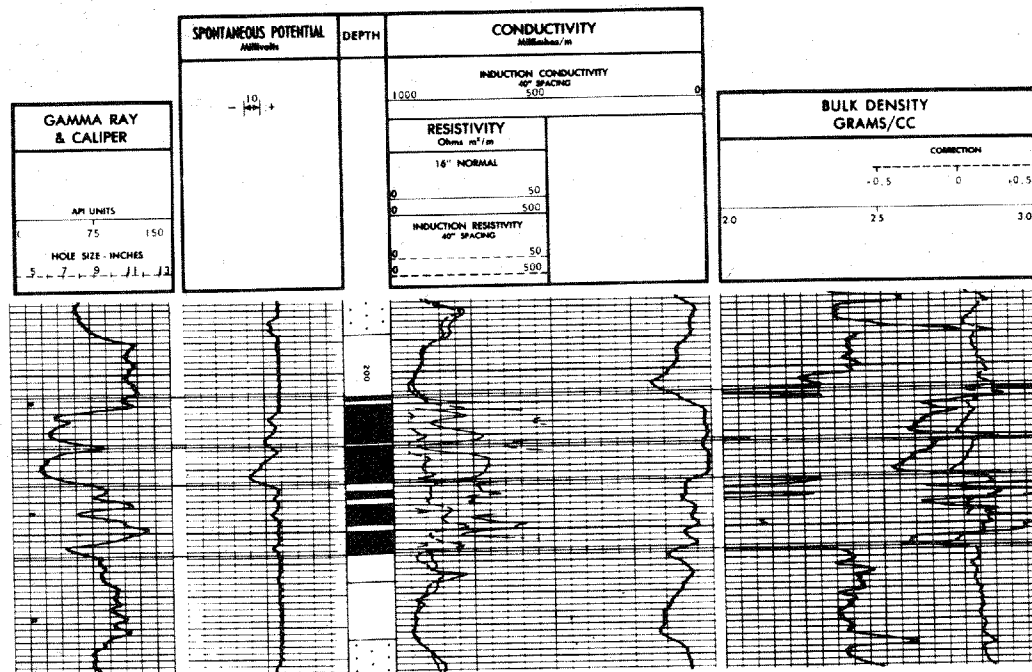 GAMMA RAY
& CALIPER
API UNITS
75 150
HOLE SIZE - INCHES
5 7 9 11 13
SPONTANEOUS POTENTIAL
Millivolts
- 10 +
DEPTH
200
CONDUCTIVITY
Millimhos/m
INDUCTION CONDUCTIVITY
40" SPACING
1000 500 0
RESISTIVITY
Ohms m²/m
16" NORMAL
0 50
0 500
INDUCTION RESISTIVITY
40" SPACING
0 50
0 500
BULK DENSITY
GRAMS/CC
CORRECTION
-0.5 0 +0.5
2.0 2.5 3.0